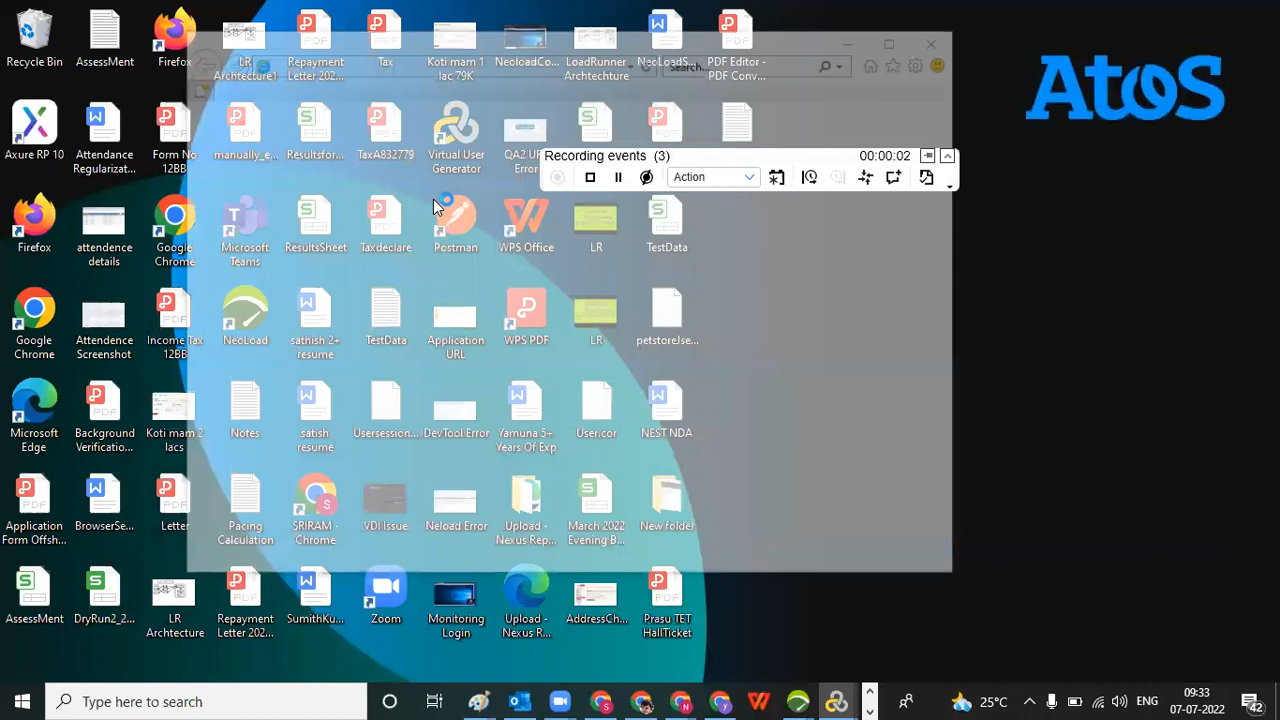 Recycle Bin
AssessMent
Firefox
LR
Archtecture1
Repayment
Letter 202...
Tax
Koti mam 1
lac 79K
NeoloadCo...
LoadRunner
Archtechture
NeoLoadS...
PDF Editor -
PDF Conv...
Search...
Atos
Axure RP 10
Attendance
Regularizat...
Form No
12BB
manually_e...
Resultsfor...
TaxA832779
Virtual User
Generator
QA2 UR
Error
Recording events (3)
00:00:02
Action
Firefox
attendence
details
Google
Chrome
Microsoft
Teams
ResultsSheet
Taxdeclare
Postman
WPS Office
LR
TestData
Google
Chrome
Attendence
Screenshot
Income Tax
12BB
NeoLoad
sathish 2+
resume
TestData
Application
URL
WPS PDF
LR
petstoreJse...
Microsoft
Edge
Background
Verificatio...
Koti mam 2
lacs
Notes
satish
resume
Usersession...
DevTool Error
Yamuna 5+
Years Of Exp
User.cor
NEST NDA
Application
Form Offsh...
BrowserSe...
Letter
Pacing
Calculation
SRIRAM -
Chrome
VDI Issue
Neload Error
Upload -
Nexus Rep...
March 2022
Evening B...
New folder
AssessMent
DryRun2_2...
LR
Archtecture
Repayment
Letter 202...
SumithKu...
Zoom
Monitoring
Login
Upload -
Nexus R...
AddressCh...
Prasu TET
HallTicket
Type here to search
25°C
ENG
09:33
07-07-2022
42